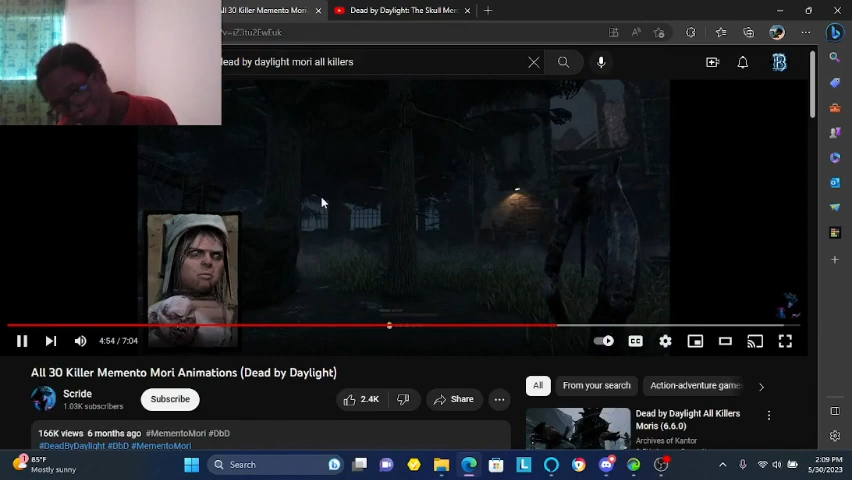 All 30 Killer Memento Mori
Dead by Daylight: The Skull Mer
v=iZ3tu2EwEuk
dead by daylight mori all killers
4:54 / 7:04
All 30 Killer Memento Mori Animations (Dead by Daylight)
Scride
1.03K subscribers
Subscribe
2.4K
Share
All
From your search
Action-adventure games
166K views 6 months ago #MementoMori #DbD
#DeadByDaylight #DbD #MementoMori
Dead by Daylight All Killers
Moris (6.6.0)
Archives of Kantor
85°F
Mostly sunny
Search
2:09 PM
5/30/2023